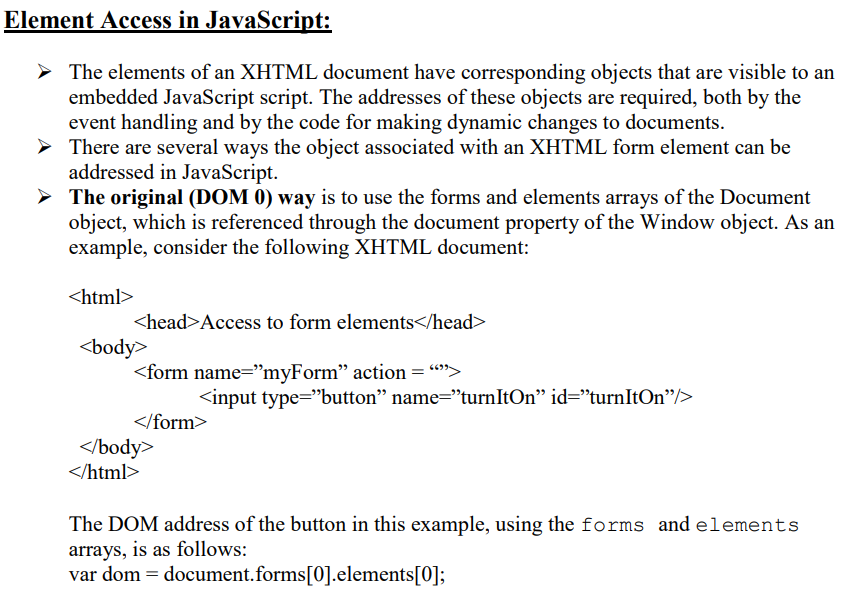 Element Access in JavaScript:
➢ The elements of an XHTML document have corresponding objects that are visible to an
embedded JavaScript script. The addresses of these objects are required, both by the
event handling and by the code for making dynamic changes to documents.
➢ There are several ways the object associated with an XHTML form element can be
addressed in JavaScript.
➢ The original (DOM 0) way is to use the forms and elements arrays of the Document
object, which is referenced through the document property of the Window object. As an
example, consider the following XHTML document:
<html>
<head>Access to form elements</head>
<body>
<form name=”myForm” action = “”>
<input type=”button” name=”turnItOn” id=”turnItOn”/>
</form>
</body>
</html>
The DOM address of the button in this example, using the forms and elements
arrays, is as follows:
var dom = document.forms[0].elements[0];